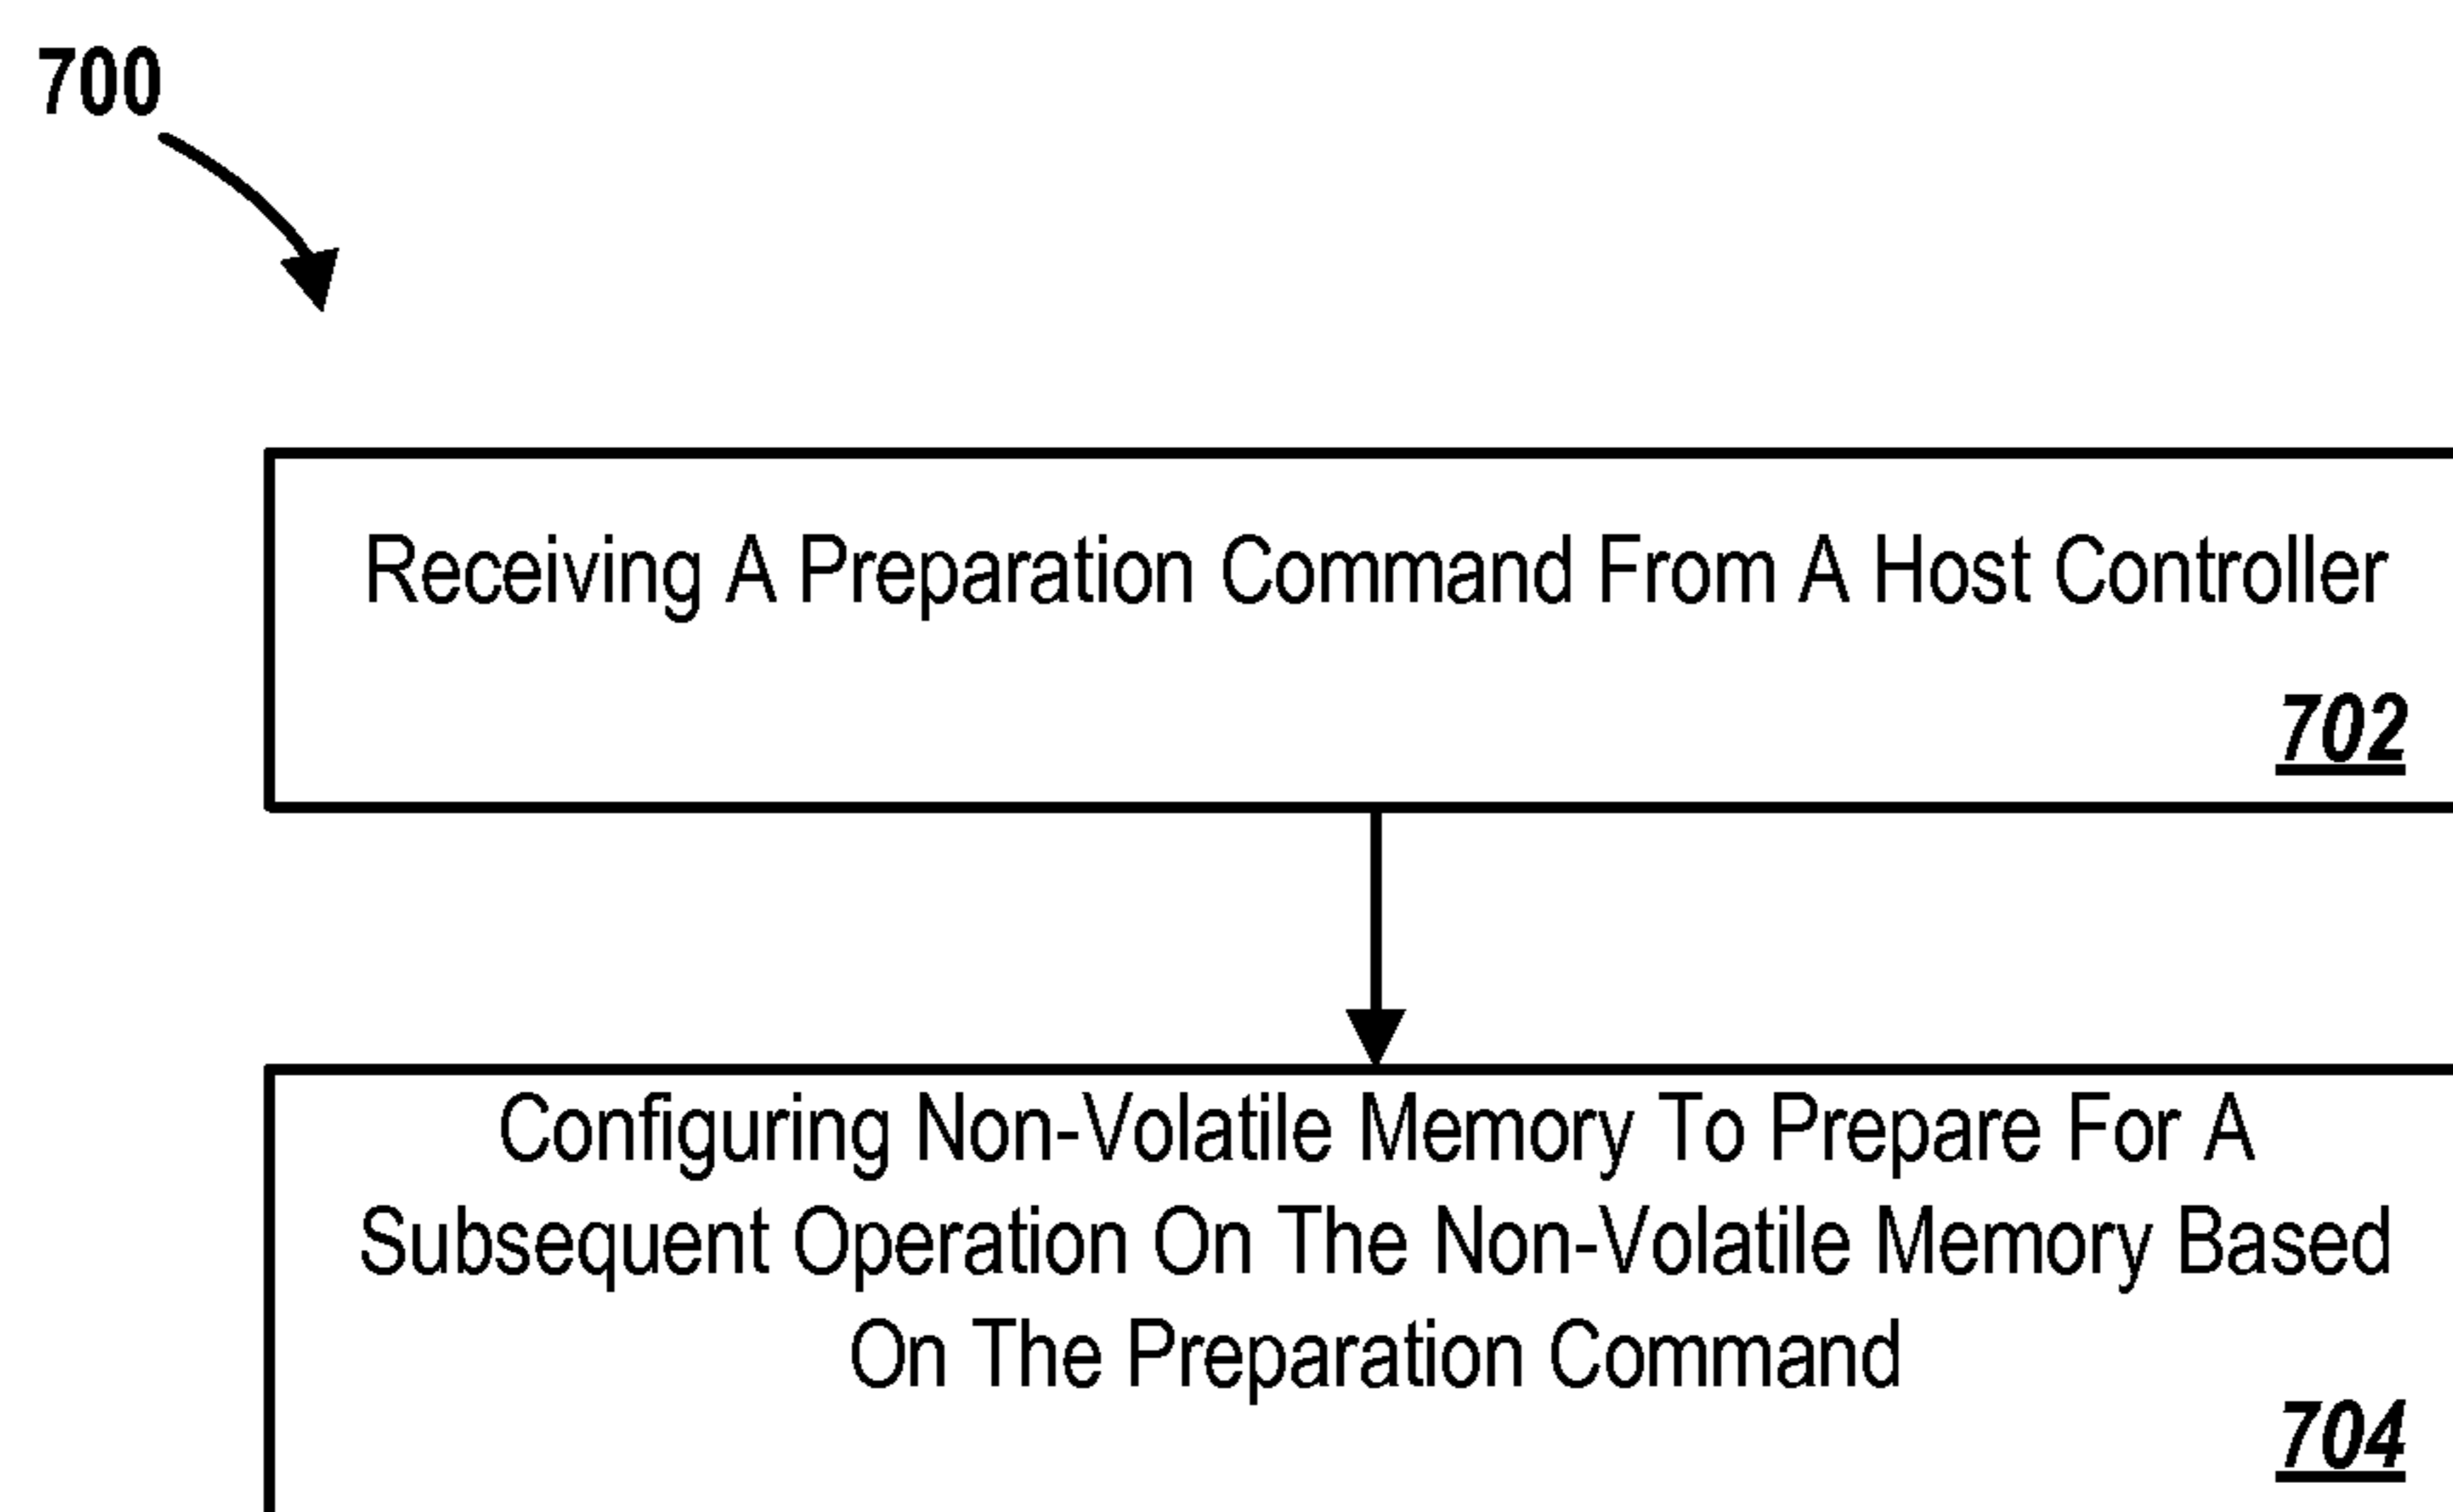 700
Receiving A Preparation Command From A Host Controller
702
Configuring Non-Volatile Memory To Prepare For A
Subsequent Operation On The Non-Volatile Memory Based
On The Preparation Command
704